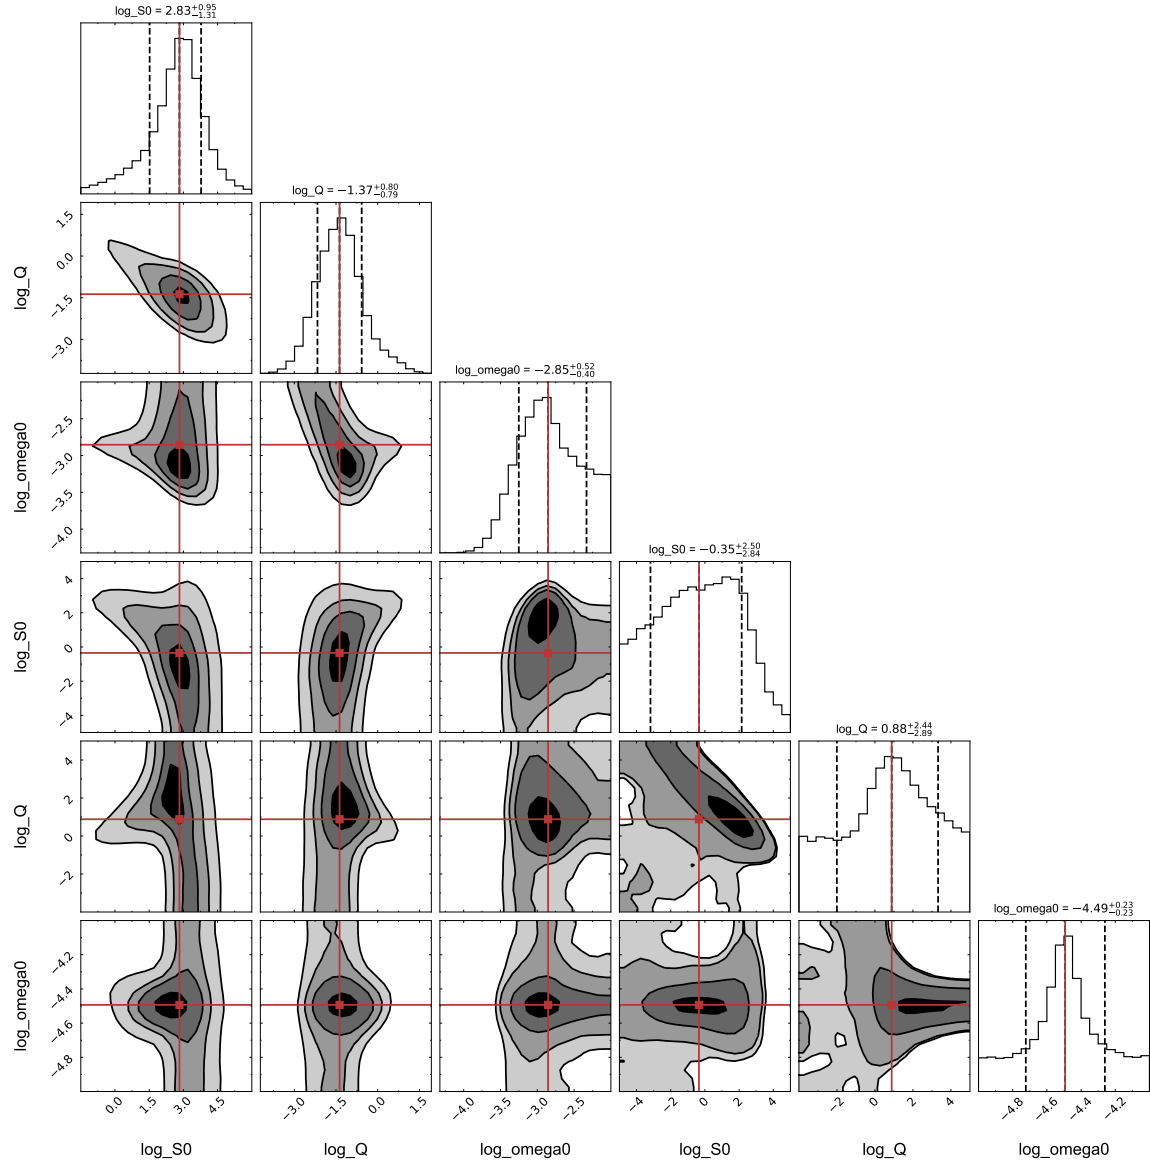 log_S0 = 2.83+0.95 −1.31
log_Q = −1.37+0.80 −0.79
1.5
0.0
−1.5
−3.0
log_Q
log_omega0 = −2.85+0.52 −0.40
−2.5
−3.0
−3.5
−4.0
log_omega0
log_S0 = −0.35+2.50 −2.84
4
2
0
−2
−4
log_S0
log_Q = 0.88+2.44 −2.89
4
2
0
−2
log_Q
log_omega0 = −4.49+0.23 −0.23
−4.2
−4.4
−4.6
−4.8
log_omega0
0.0 1.5 3.0 4.5
−3.0 −1.5 0.0
−4.0 −3.0 −2.5
−4 −2 0 2
−2 0 2
−4.8 −4.6 −4.4 −4.2
log_S0 log_Q log_omega0 log_S0 log_Q log_omega0